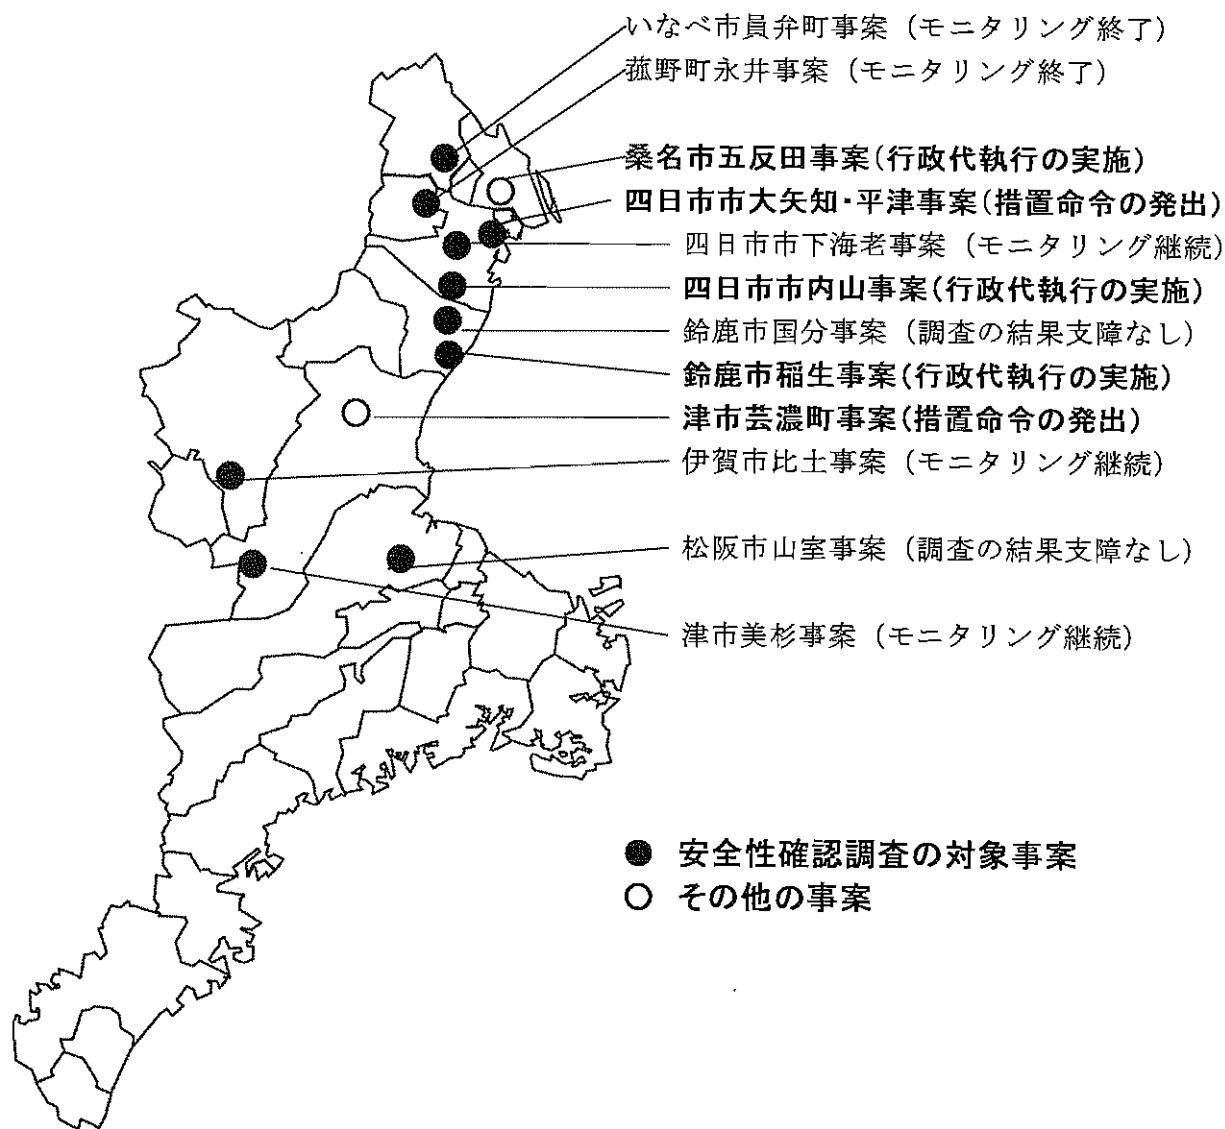 いなべ市員弁町事案（モニタリング終了）
菰野町永井事案（モニタリング終了）
桑名市五反田事案(行政代執行の実施)
四日市市大矢知・平津事案(措置命令の発出)
四日市市下海老事案（モニタリング継続）
四日市市内山事案(行政代執行の実施)
鈴鹿市国分事案（調査の結果支障なし）
鈴鹿市稲生事案(行政代執行の実施)
津市芸濃町事案(措置命令の発出)
伊賀市比土事案（モニタリング継続）
松阪市山室事案（調査の結果支障なし）
津市美杉事案（モニタリング継続）
● 安全性確認調査の対象事案
○ その他の事案